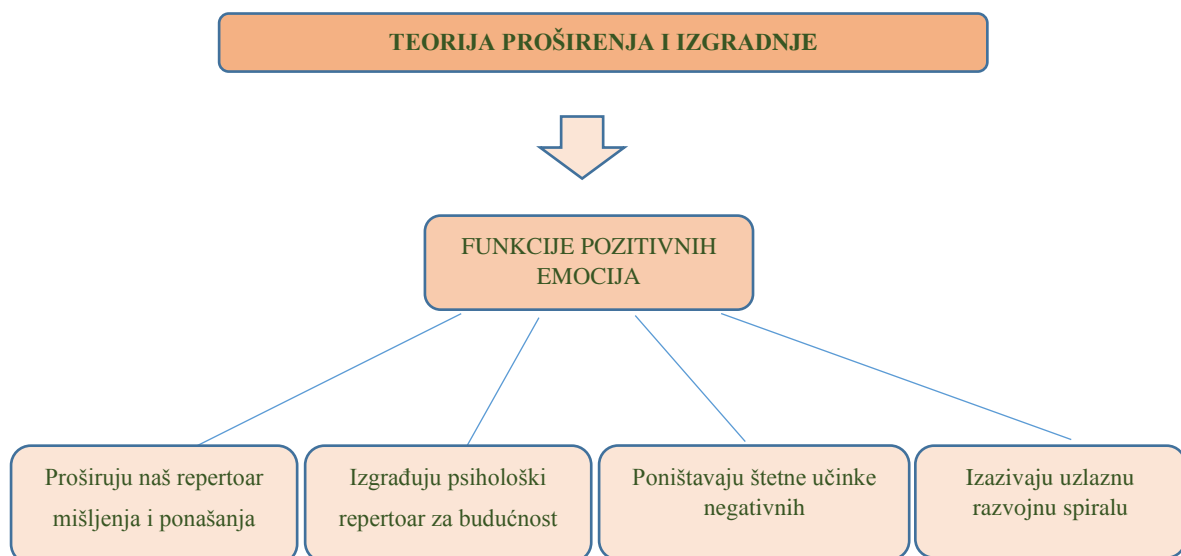 TEORIJA PROŠIRENJA I IZGRADNJE
FUNKCIJE POZITIVNIH
EMOCIJA
Proširuju naš repertoar
mišljenja i ponašanja
Izgrađuju psihološki
repertoar za budućnost
Poništavaju štetne učinke
negativnih
Izazivaju uzlaznu
razvojnu spiralu